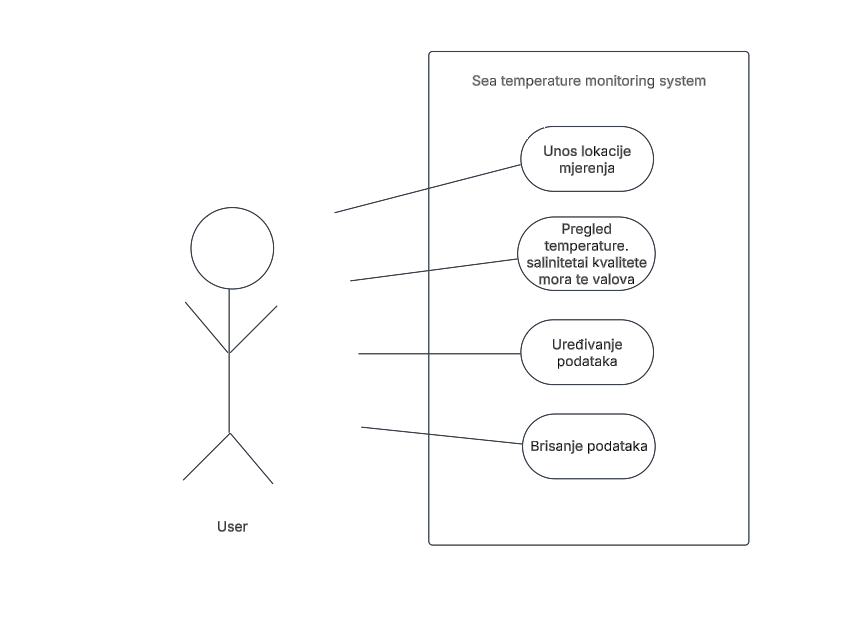 Sea temperature monitoring system
Unos lokacije
mjerenja
Pregled
temperature.
salinitetai kvalitete
mora te valova
Uređivanje
podataka
Brisanje podataka
User